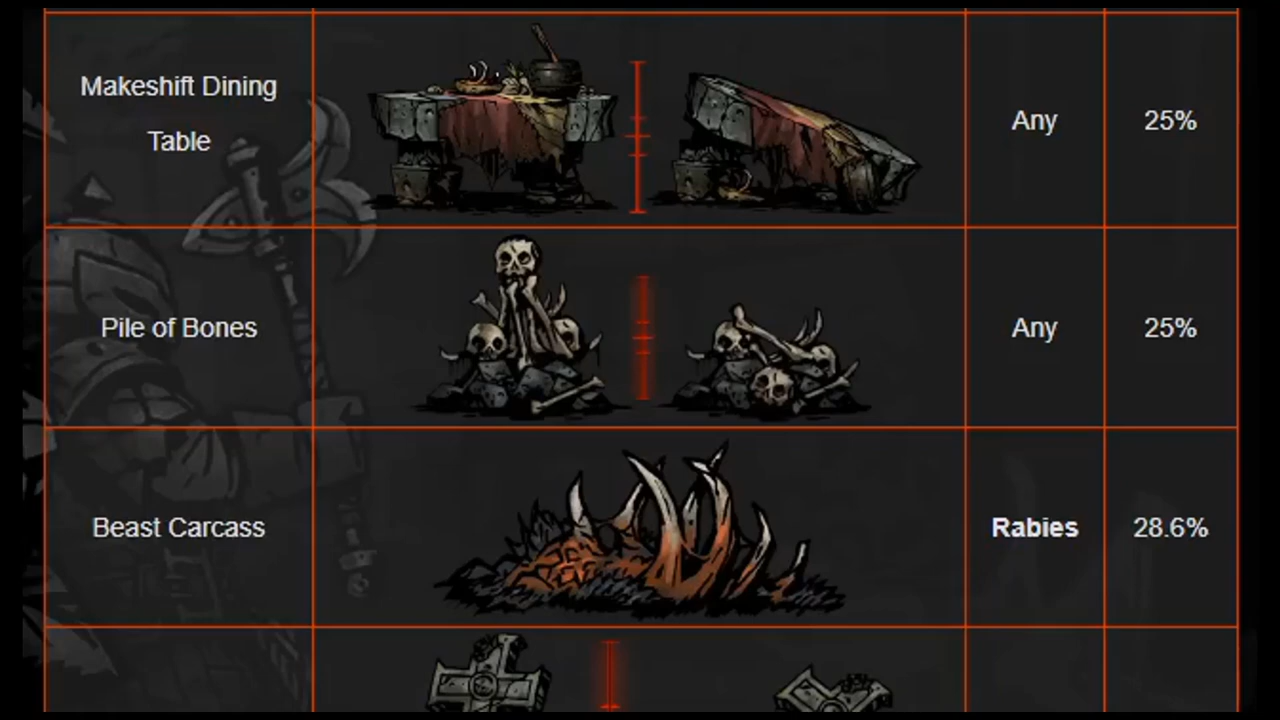 Makeshift Dining
Table
Any
25%
Pile of Bones
Any
25%
Beast Carcass
Rabies
28.6%